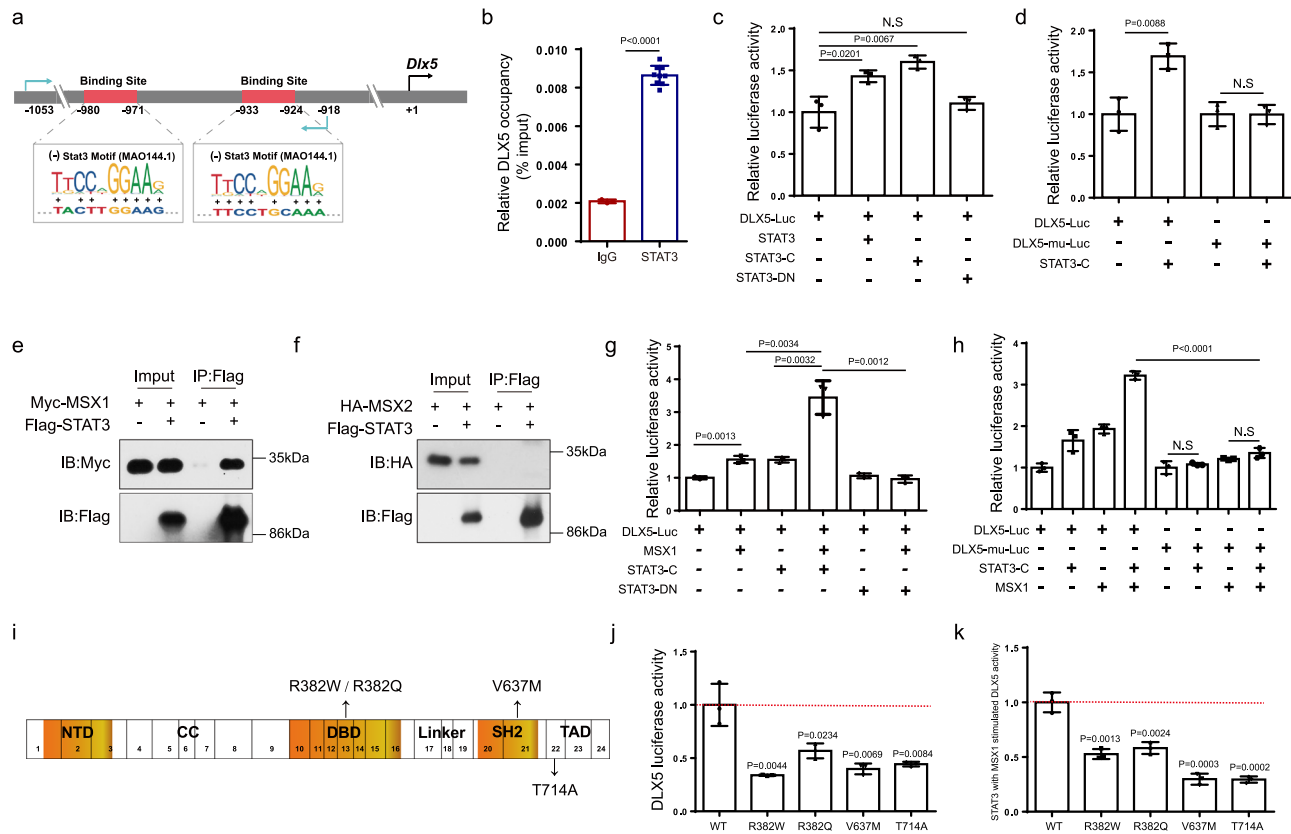 a
Dlx5
Binding Site Binding Site
-1053 -980 -971 -933 -924 -918 +1
(-) Stat3 Motif (MAO144.1) (-) Stat3 Motif (MAO144.1)
TTCC GGAA TTCC GGAA
+ + + + + + + + + + + + + +
TACTTGGAAG TTCCTGCAAA
b
P<0.0001
Relative DLX5 occupancy
(% imput)
0.010
0.008
0.006
0.004
0.002
0.000
IgG STAT3
c
N.S
P=0.0067
P=0.0201
Relative luciferase activity
2.0
1.5
1.0
0.5
0.0
DLX5-Luc + + + +
STAT3 - + - -
STAT3-C - - + -
STAT3-DN - - - +
d
P=0.0088
N.S
Relative luciferase activity
2.0
1.5
1.0
0.5
0.0
DLX5-Luc + + - -
DLX5-mu-Luc - - + +
STAT3-C - + - +
e
Imput IP:Flag
Myc-MSX1 + + + +
Flag-STAT3 + +
IB:Myc 35kDa
IB:Flag
86kDa
f
Imput IP:Flag
HA-MSX2 + + + +
Flag-STAT3 + +
IB:HA 35kDa
IB:Flag
86kDa
g
P=0.0034
P=0.0032 P=0.0012
P=0.0013
Relative luciferase activity
5
4
3
2
1
0
DLX5-Luc + + + + + +
MSX1 - + - + - +
STAT3-C - - + + - -
STAT3-DN - - - - + +
h
P<0.0001
N.S N.S
Relative luciferase activity
4
3
2
1
0
DLX5-Luc + + + + - - - -
DLX5-mu-Luc - - - - + + + +
STAT3-C - + - + - + - +
MSX1 - - + + - - + +
i
R382W / R382Q V637M
NTD CC DBD Linker SH2 TAD
1 2 3 4 5 6 7 8 9 10 11 12 13 14 15 16 17 18 19 20 21 22 23 24
T714A
j
DLX5 luciferase activity
1.5
1.0
0.5
0.0
P=0.0044 P=0.0234 P=0.0069 P=0.0084
WT R382W R382Q V637M T714A
k
STAT3 with MSX1 stimulated DLX5 activity
1.5
1.0
0.5
0.0
P=0.0013 P=0.0024 P=0.0003 P=0.0002
WT R382W R382Q V637M T714A